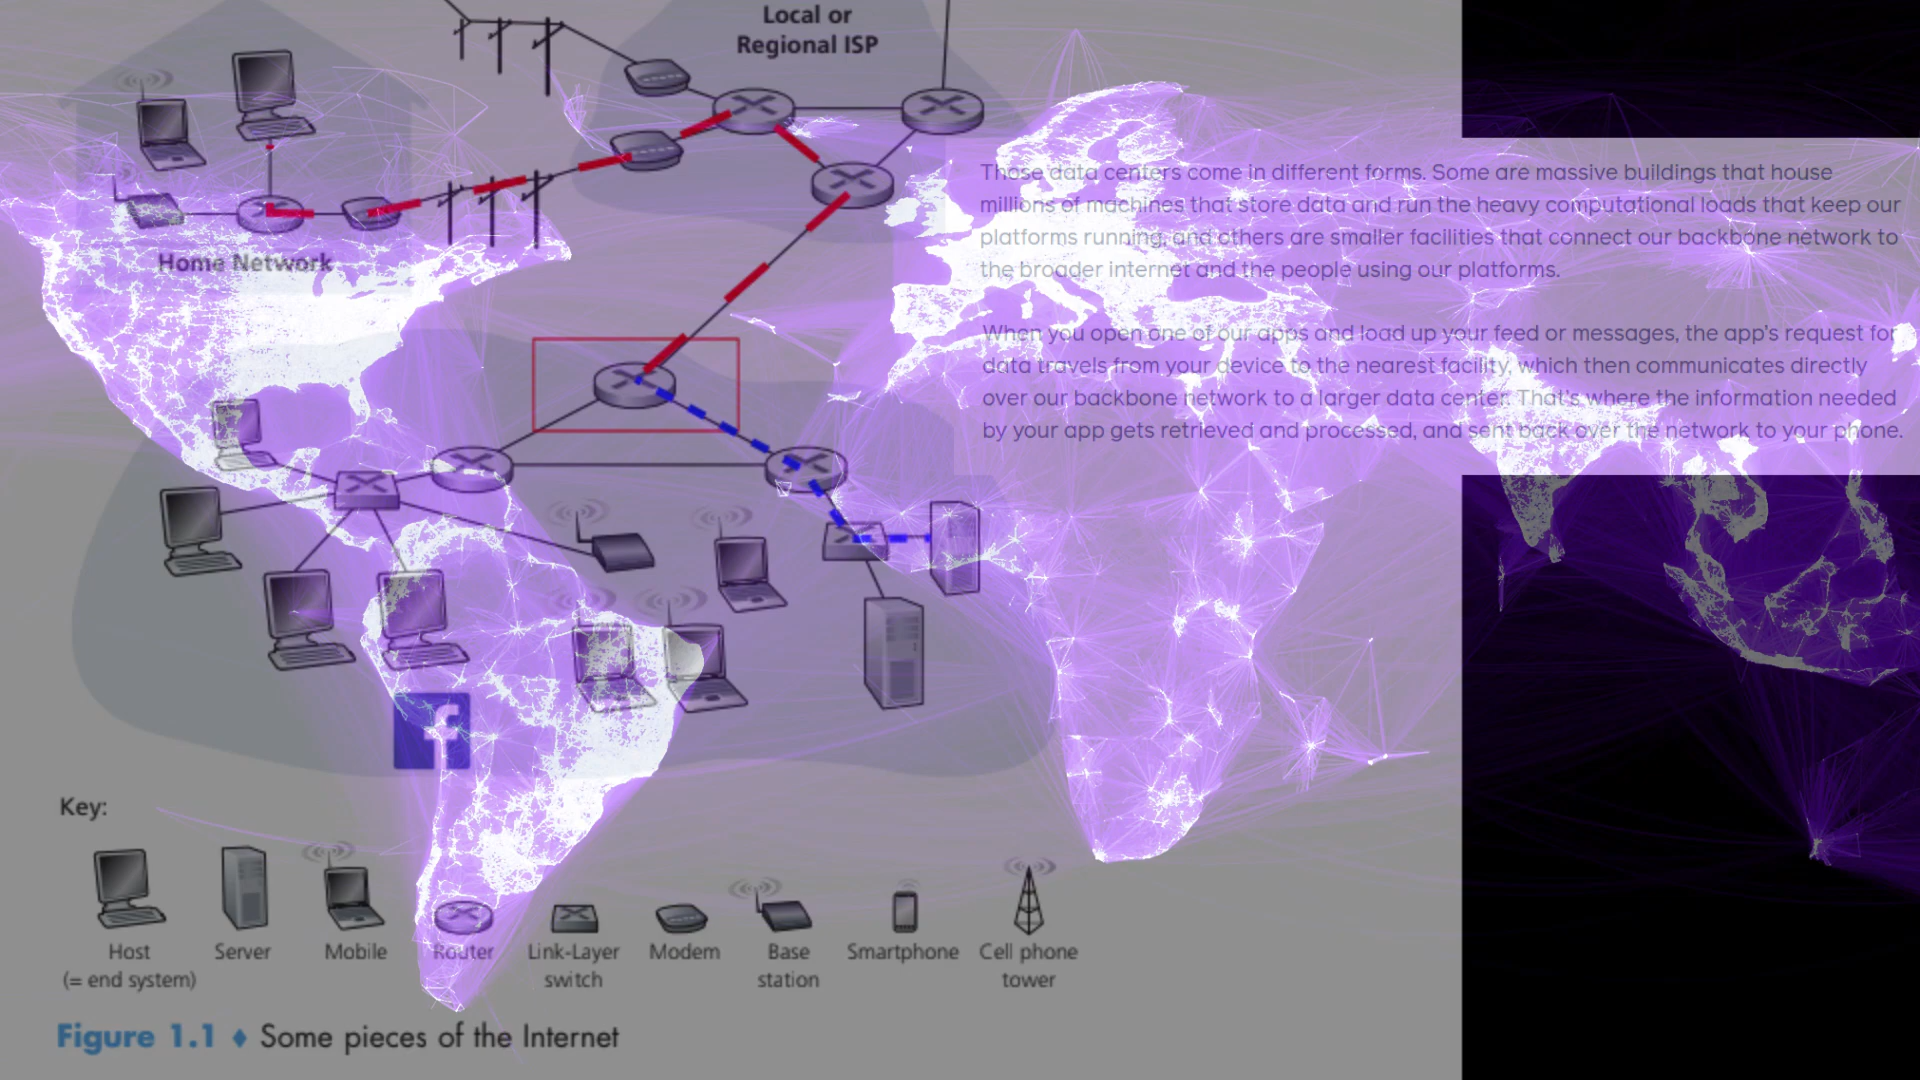 Local or
Regional ISP
Those data centers come in different forms. Some are massive buildings that house
millions of machines that store data and run the heavy computational loads that keep our
platforms running, and others are smaller facilities that connect our backbone network to
the broader internet and the people using our platforms.
Home Network
When you open one of our apps and load up your feed or messages, the app's request for
data travels from your device to the nearest facility, which then communicates directly
over our backbone network to a larger data center. That's where the information needed
by your app gets retrieved and processed, and sent back over the network to your phone.
f
Key:
Host
(= end system)
Server
Mobile
Router
Link-Layer
switch
Modem
Base
station
Smartphone
Cell phone
tower
Figure 1.1 ♦ Some pieces of the Internet